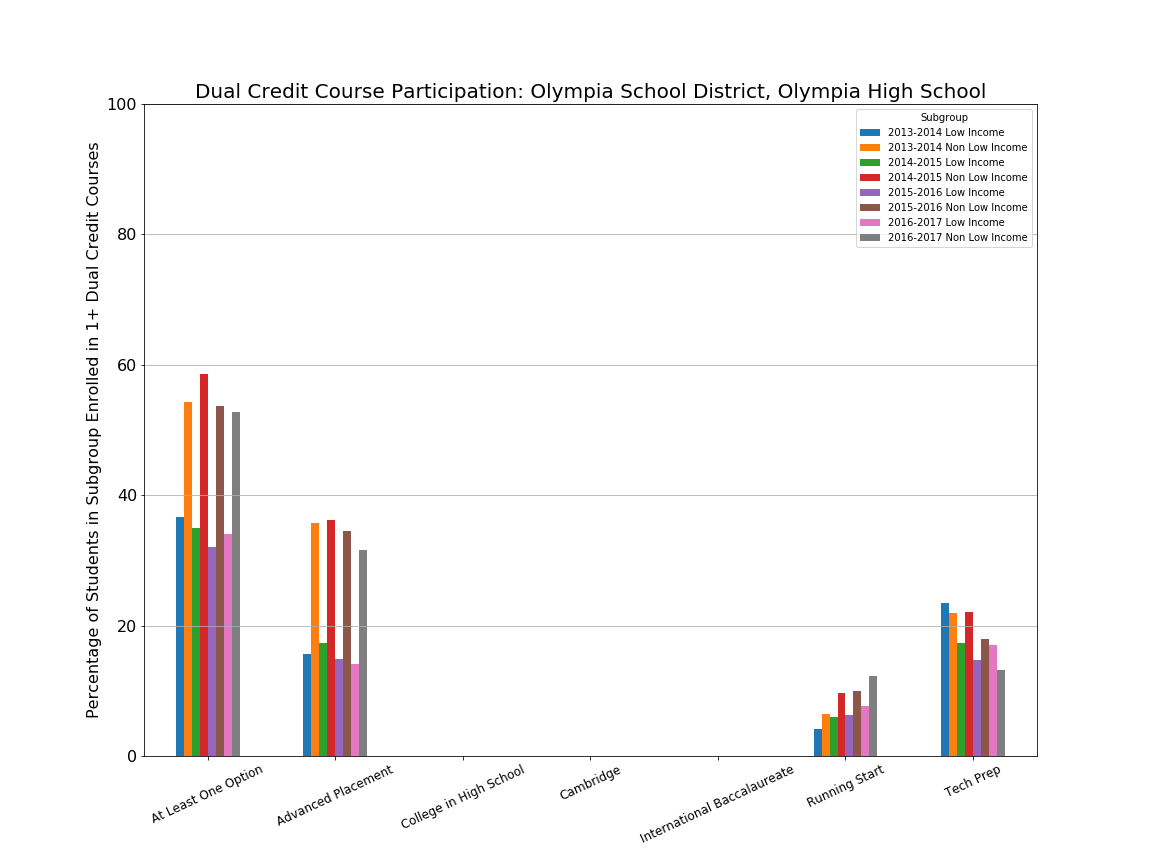 Dual Credit Course Participation: Olympia School District, Olympia High School
Percentage of Students in Subgroup Enrolled in 1+ Dual Credit Courses
100
80
60
40
20
0
Subgroup
2013-2014 Low Income
2013-2014 Non Low Income
2014-2015 Low Income
2014-2015 Non Low Income
2015-2016 Low Income
2015-2016 Non Low Income
2016-2017 Low Income
2016-2017 Non Low Income
At Least One Option
Advanced Placement
College in High School
Cambridge
International Baccalaureate
Running Start
Tech Prep